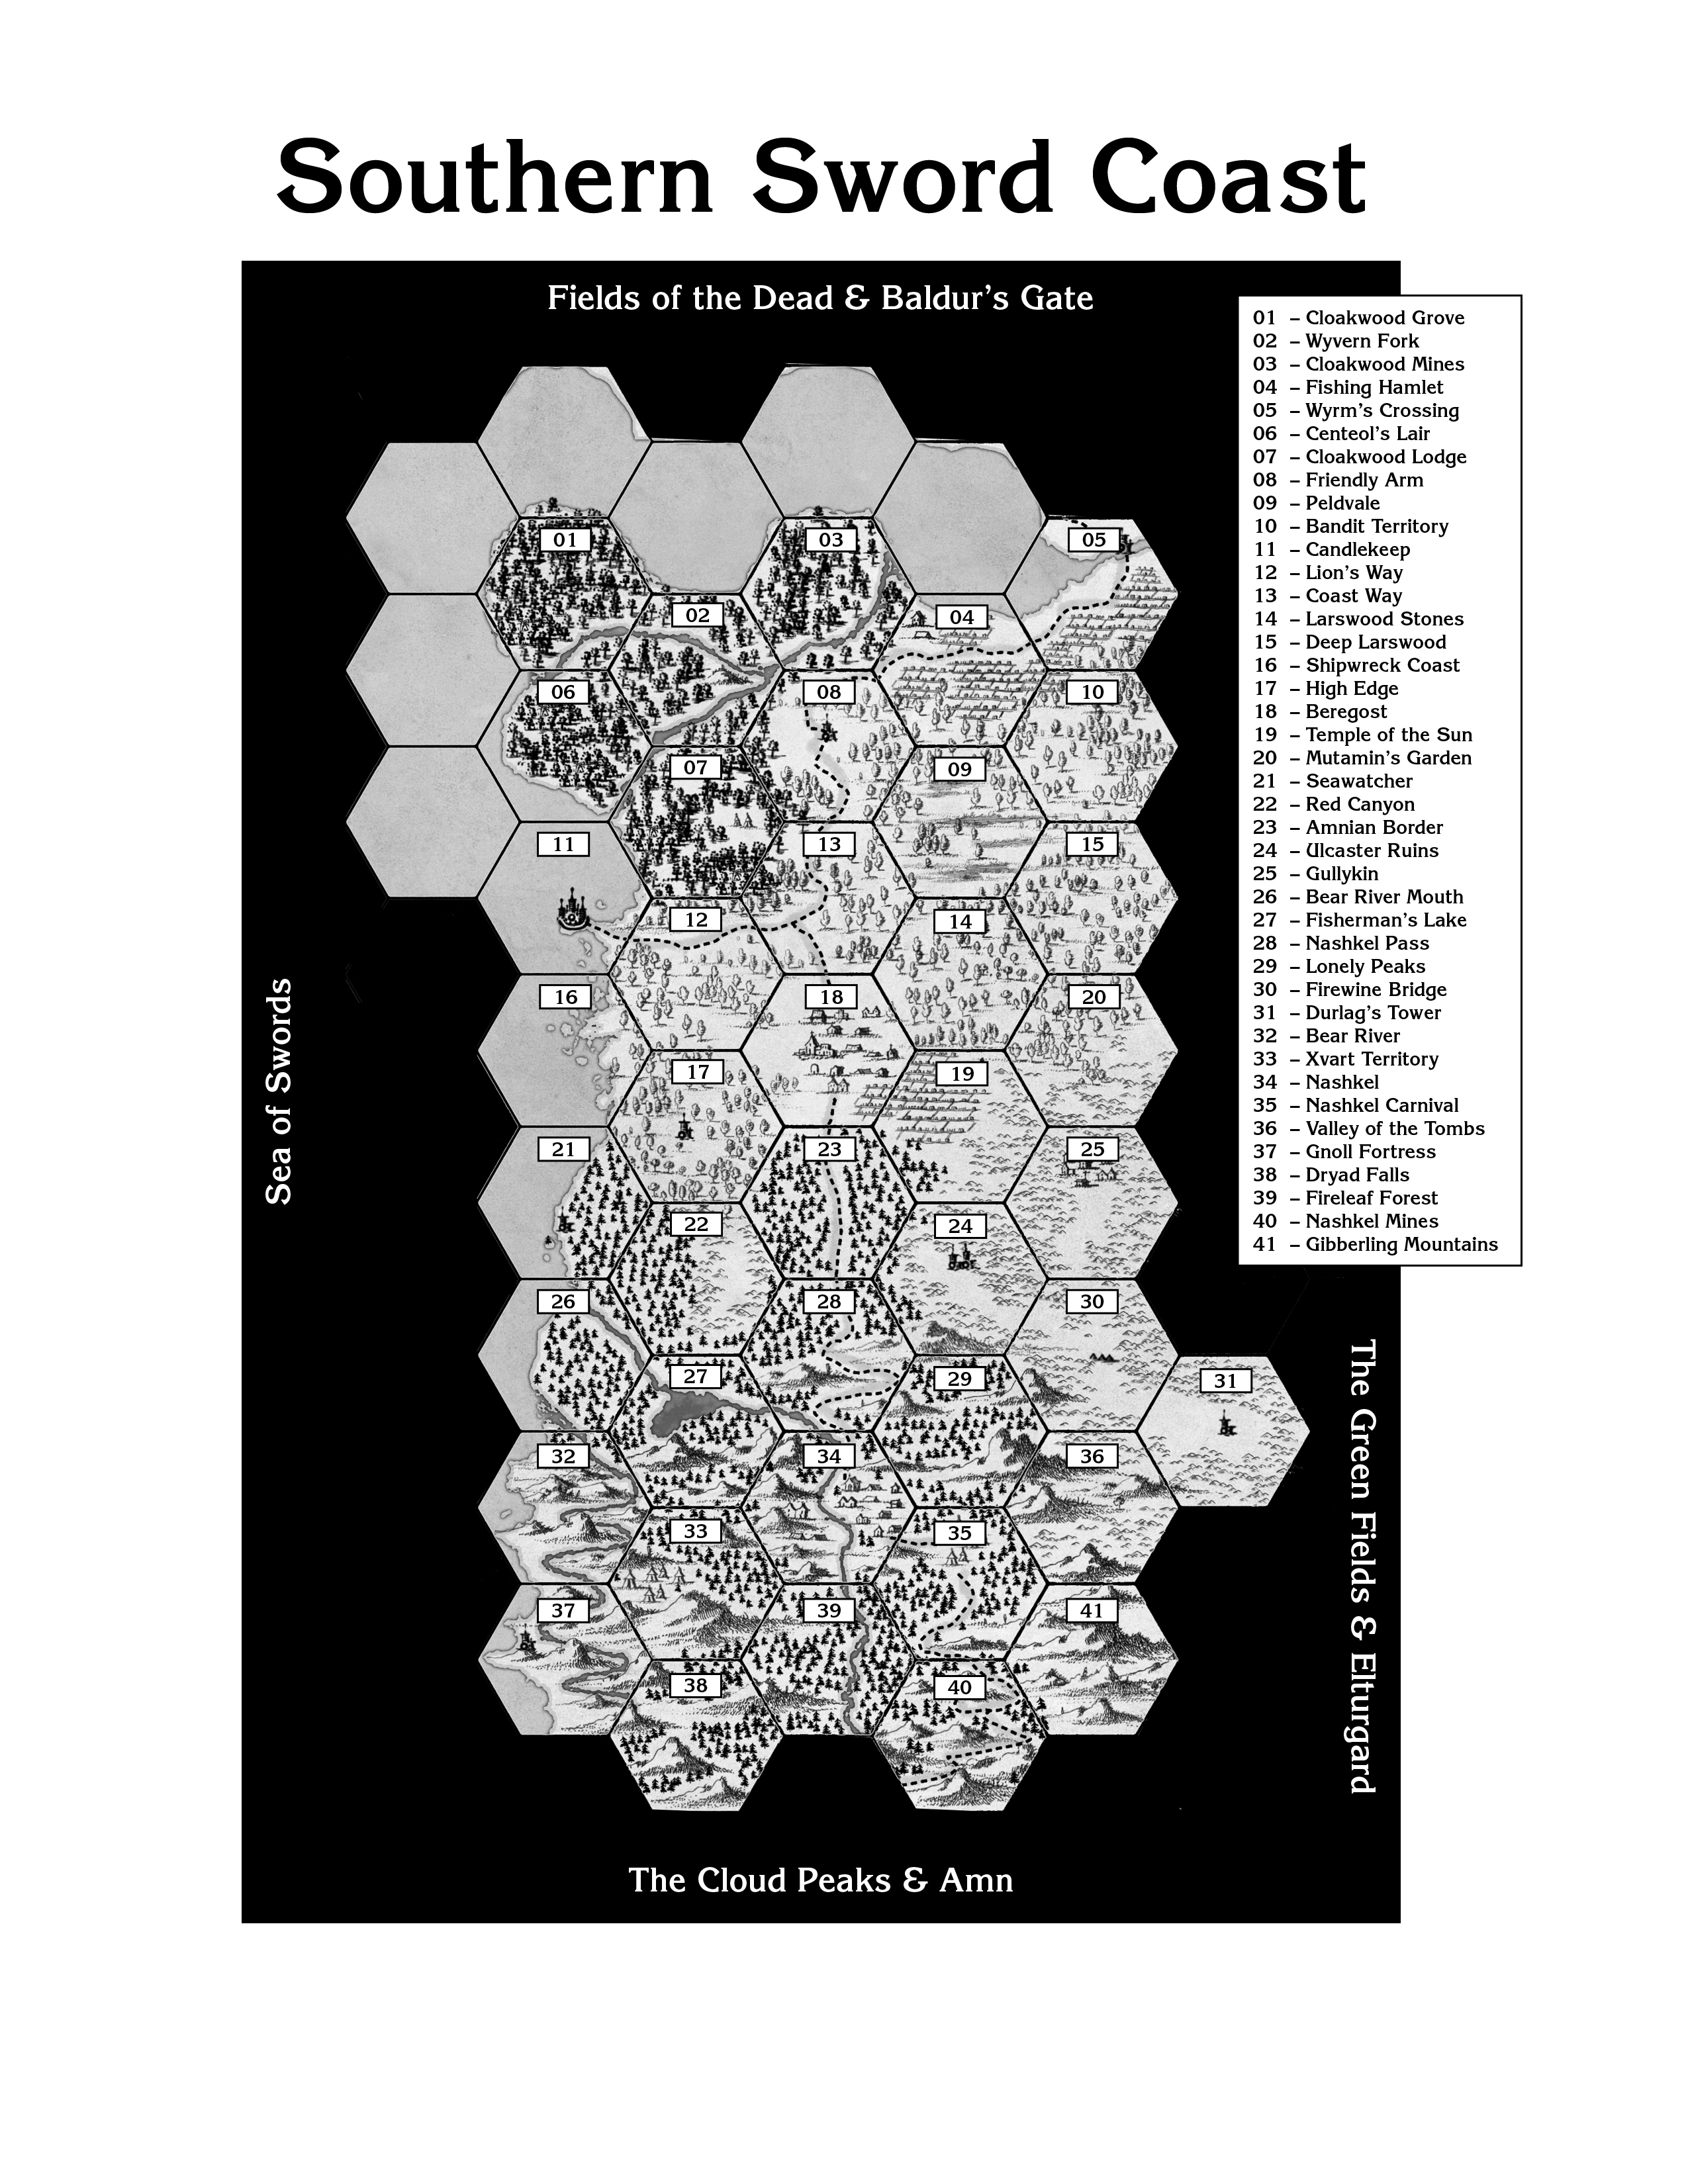 Southern Sword Coast
Fields of the Dead & Baldur's Gate
01 – Cloakwood Grove
02 – Wyvern Fork
03 – Cloakwood Mines
04 – Fishing Hamlet
05 – Wyrm's Crossing
06 – Centeol's Lair
07 – Cloakwood Lodge
08 – Friendly Arm
09 – Peldvale
10 – Bandit Territory
11 – Candlekeep
12 – Lion's Way
13 – Coast Way
14 – Larswood Stones
15 – Deep Larswood
16 – Shipwreck Coast
17 – High Edge
18 – Beregost
19 – Temple of the Sun
20 – Mutamin's Garden
21 – Seawatcher
22 – Red Canyon
23 – Amnian Border
24 – Ulcaster Ruins
25 – Gullykin
26 – Bear River Mouth
27 – Fisherman's Lake
28 – Nashkel Pass
29 – Lonely Peaks
30 – Firewine Bridge
31 – Durlag's Tower
32 – Bear River
33 – Xvart Territory
34 – Nashkel
35 – Nashkel Carnival
36 – Valley of the Tombs
37 – Gnoll Fortress
38 – Dryad Falls
39 – Fireleaf Forest
40 – Nashkel Mines
41 – Gibberling Mountains
01
03
05
02
04
06
08
10
07
09
11
13
15
12
14
16
18
20
17
19
21
23
25
22
24
26
28
30
27
29
31
32
34
36
33
35
37
39
41
38
40
Sea of Swords
The Green Fields & Elturgard
The Cloud Peaks & Amn